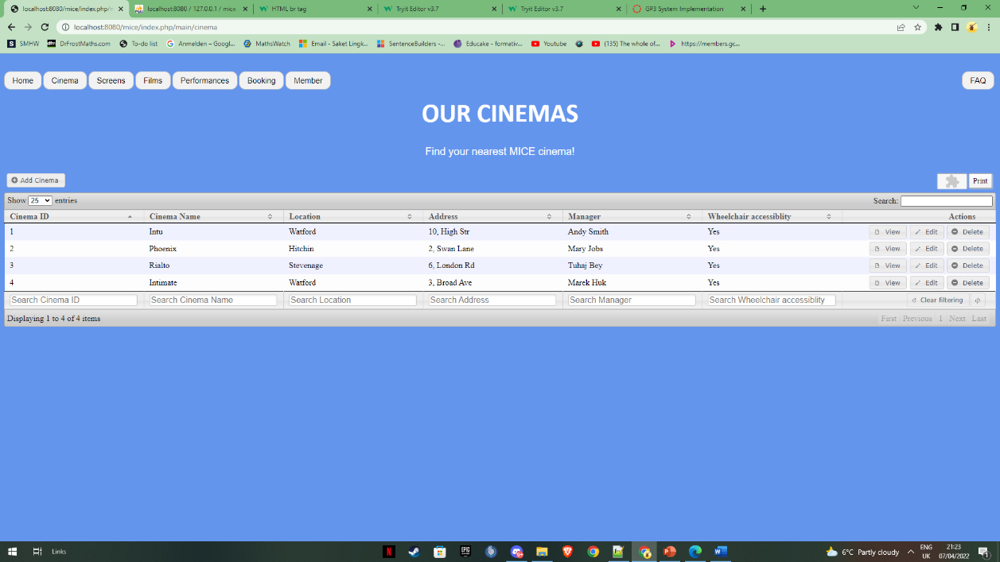 localhost:8080/mice/index.php/m
localhost:8080 / 127.0.0.1 / mice
HTML br tag
Tryit Editor v3.7
Tryit Editor v3.7
GP3 System Implementation
localhost:8080/mice/index.php/main/cinema
SMHW DrFrostMaths.com To-do list Anmelden – Googl... MathsWatch Email - Saket Lingk... SentenceBuilders -... Educake - formativ... Youtube (135) The whole of... https://members.gc...
Home Cinema Screens Films Performances Booking Member FAQ
OUR CINEMAS
Find your nearest MICE cinema!
Add Cinema Print
Show 25 entries Search:
Cinema ID Cinema Name Location Address Manager Wheelchair accessiblity Actions
1 Intu Watford 10, High Str Andy Smith Yes View Edit Delete
2 Phoenix Hitchin 2, Swan Lane Mary Jobs Yes View Edit Delete
3 Rialto Stevenage 6, London Rd Tuhaj Bey Yes View Edit Delete
4 Intimate Watford 3, Broad Ave Marek Huk Yes View Edit Delete
Search Cinema ID Search Cinema Name Search Location Search Address Search Manager Search Wheelchair accessiblity Clear filtering
Displaying 1 to 4 of 4 items First Previous 1 Next Last
Links
6°C Partly cloudy
ENG
UK
21:23
07/04/2022